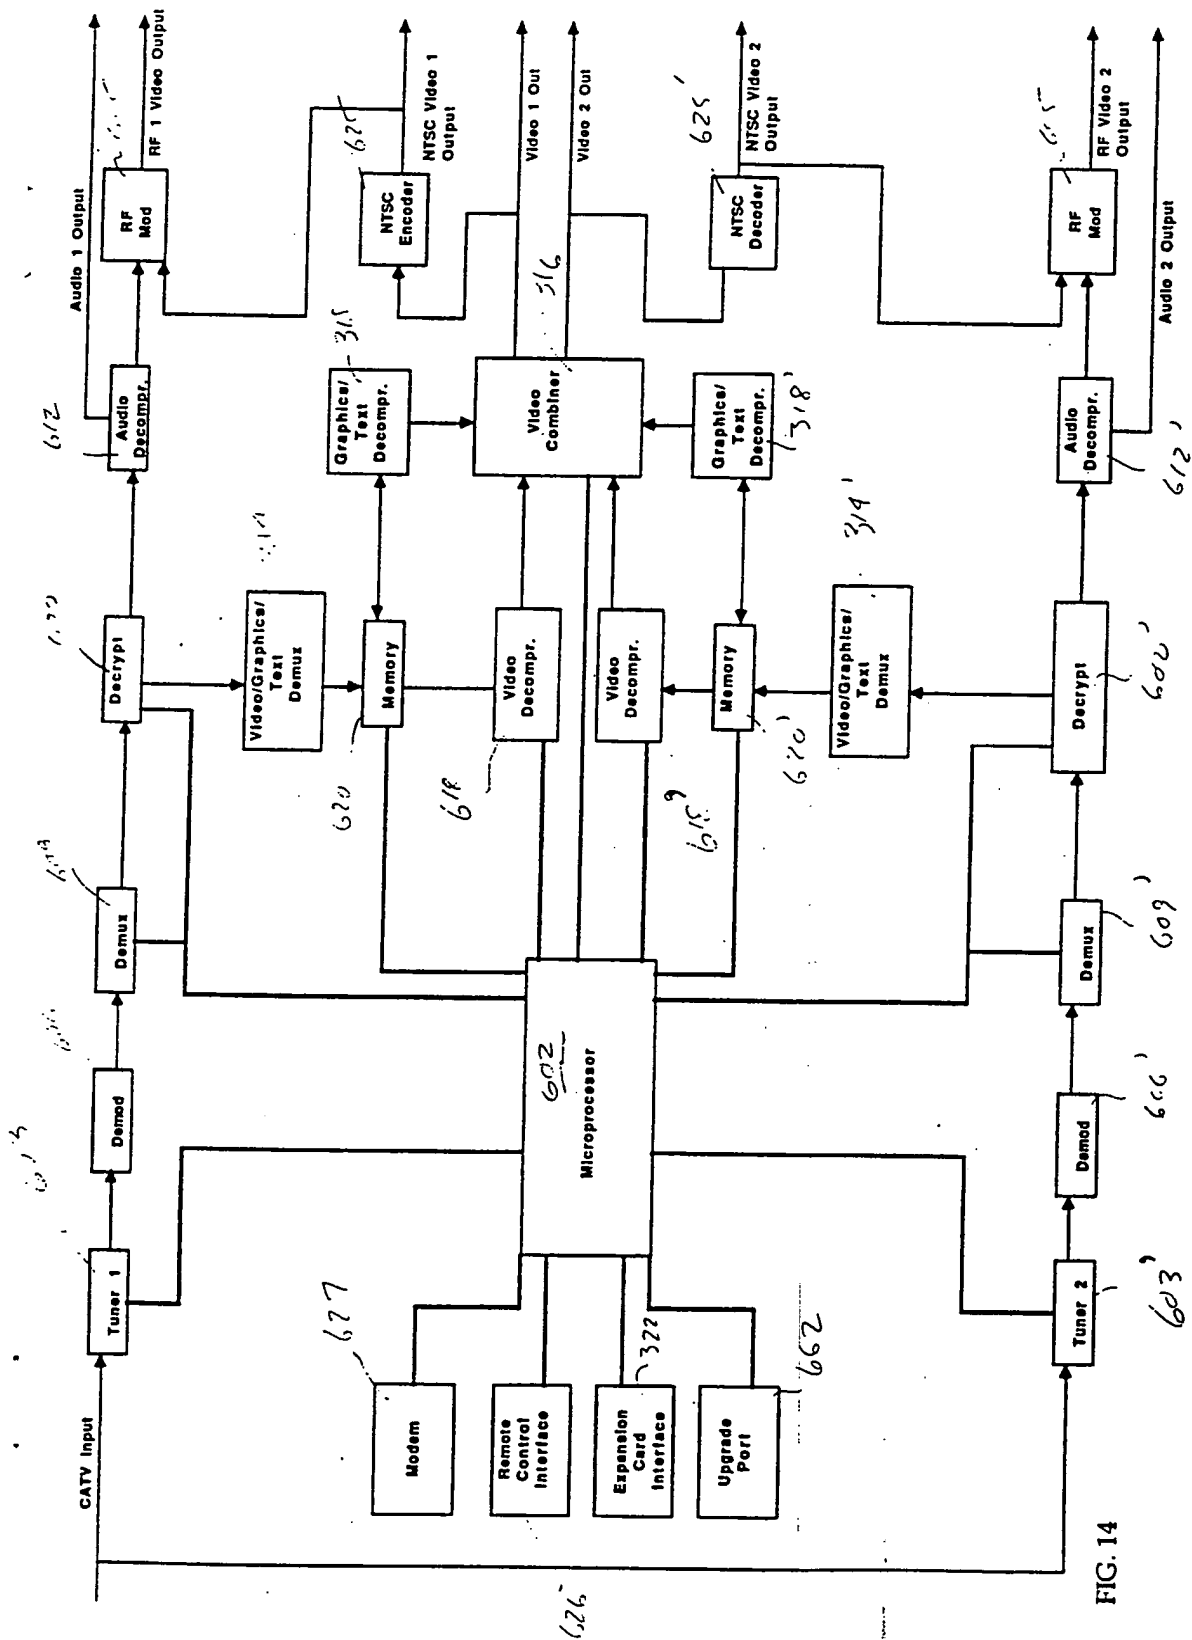 CATV Input
Tuner 1
Demod
Demux
Decrypt
Audio
Decompr.
612
Audio 1 Output
RF
Mod
RF 1 Video Output
Video/Graphics/
Text
Demux
Memory
620
Graphics/
Text
Decompr.
315
NTSC
Encoder
625
NTSC Video 1
Output
Modem
627
Remote
Control
Interface
Expansion
Card
Interface
322
Upgrade
Port
662
Microprocessor
602
Video
Decompr.
618
Video
Combiner
316
Video 1 Out
Video 2 Out
Video
Decompr.
Memory
620'
Graphics/
Text
Decompr.
318'
NTSC
Decoder
625'
NTSC Video 2
Output
Video/Graphics/
Text
Demux
314'
Tuner 2
603'
Demod
606'
Demux
609'
Decrypt
600'
Audio
Decompr.
612'
RF
Mod
RF Video 2
Output
Audio 2 Output
626
FIG. 14